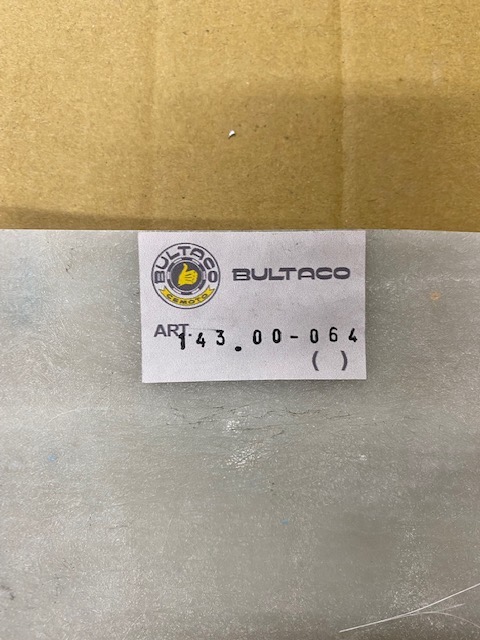 BULTACO
CEMOTO
BULTACO
ART. 143.00-064
( )